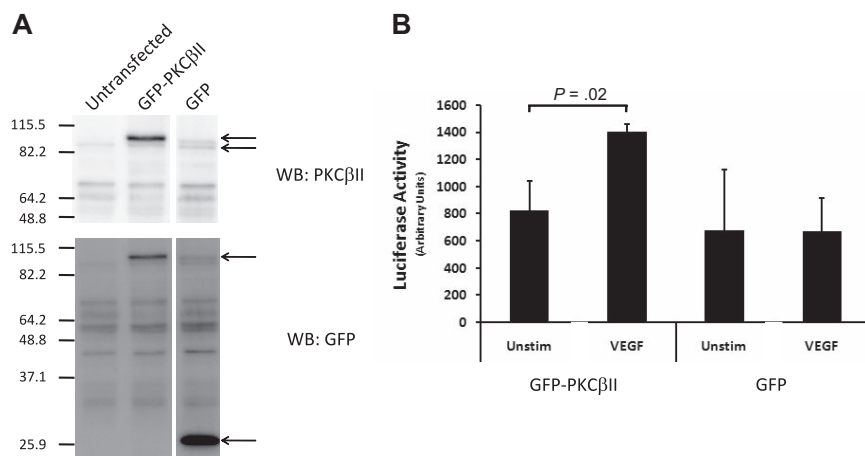 A
Untransfected
GFP-PKCβII
GFP
115.5
82.2
64.2
48.8
WB: PKCβII
115.5
82.2
64.2
48.8
37.1
25.9
WB: GFP
B
P = .02
Luciferase Activity
(Arbitrary Units)
1600
1400
1200
1000
800
600
400
200
0
Unstim
VEGF
Unstim
VEGF
GFP-PKCβII
GFP